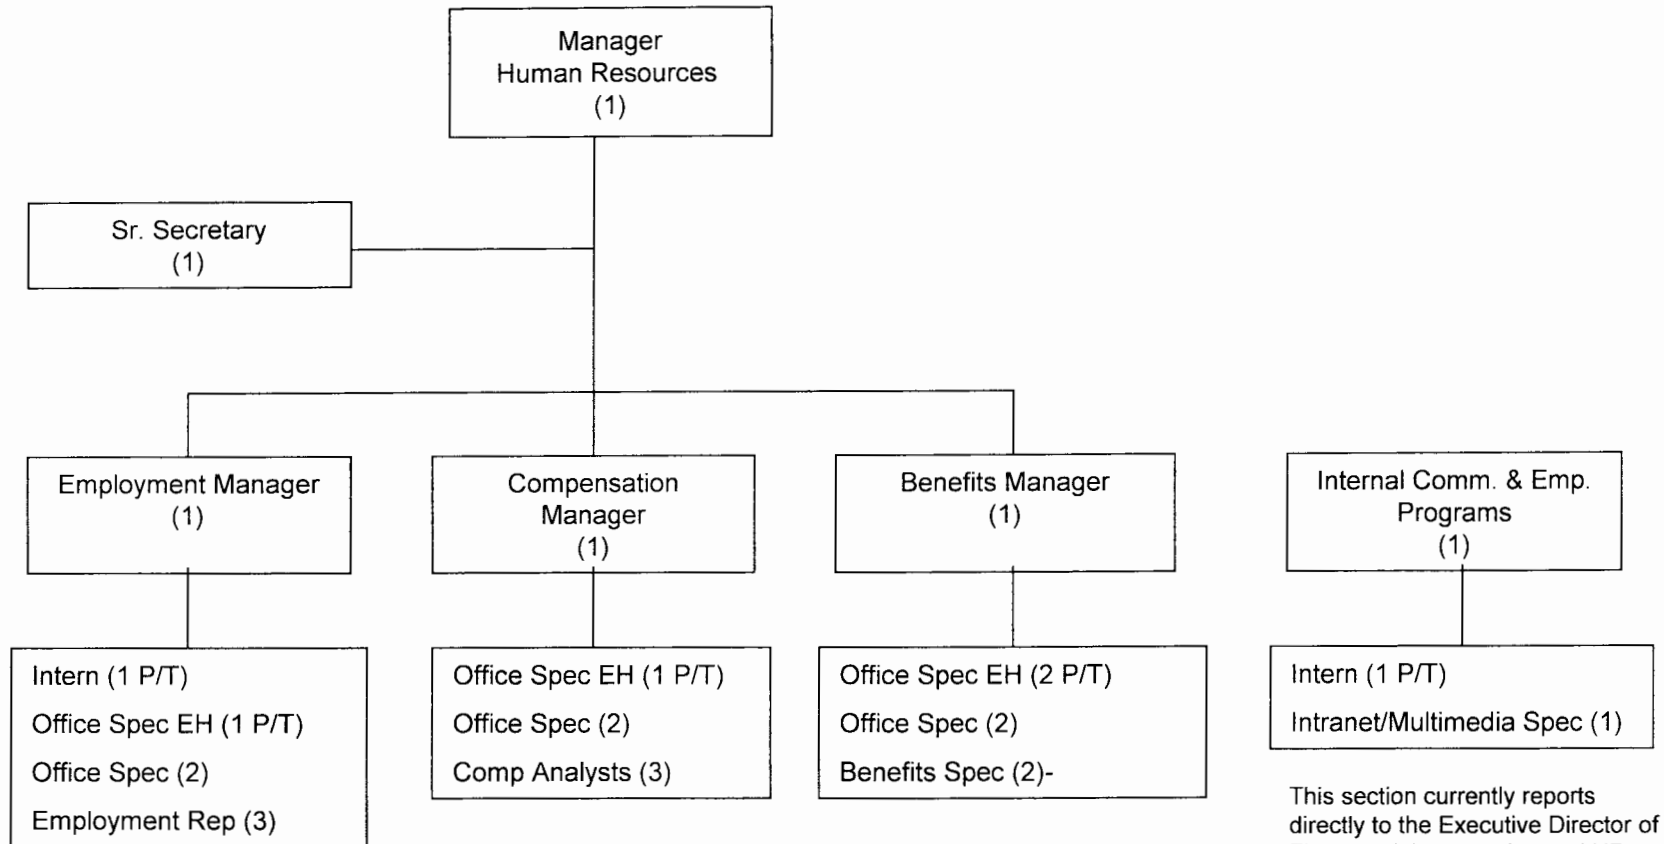 Manager
Human Resources
(1)
Sr. Secretary
(1)
Employment Manager
(1)
Compensation
Manager
(1)
Benefits Manager
(1)
Internal Comm. & Emp.
Programs
(1)
Intern (1 P/T)
Office Spec EH (1 P/T)
Office Spec (2)
Employment Rep (3)
Office Spec EH (1 P/T)
Office Spec (2)
Comp Analysts (3)
Office Spec EH (2 P/T)
Office Spec (2)
Benefits Spec (2)-
Intern (1 P/T)
Intranet/Multimedia Spec (1)
This section currently reports
directly to the Executive Director of